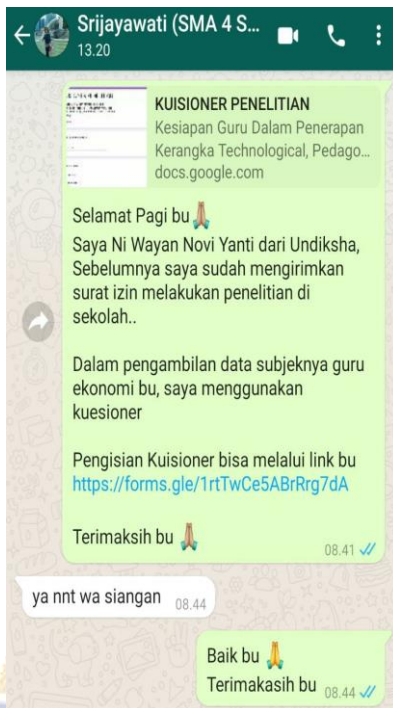 Srijayawati (SMA 4 S...
13.20
KUISIONER PENELITIAN
Kesiapan Guru Dalam Penerapan
Kerangka Technological, Pedago...
docs.google.com
Selamat Pagi bu🙏
Saya Ni Wayan Novi Yanti dari Undiksha,
Sebelumnya saya sudah mengirimkan
surat izin melakukan penelitian di
sekolah..
Dalam pengambilan data subjeknya guru
ekonomi bu, saya menggunakan
kuesioner
Pengisian Kuisioner bisa melalui link bu
https://forms.gle/1rtTwCe5ABrRrg7dA
Terimaksih bu 🙏
08.41
ya nnt wa siangan 08.44
Baik bu 🙏
Terimakasih bu 08.44